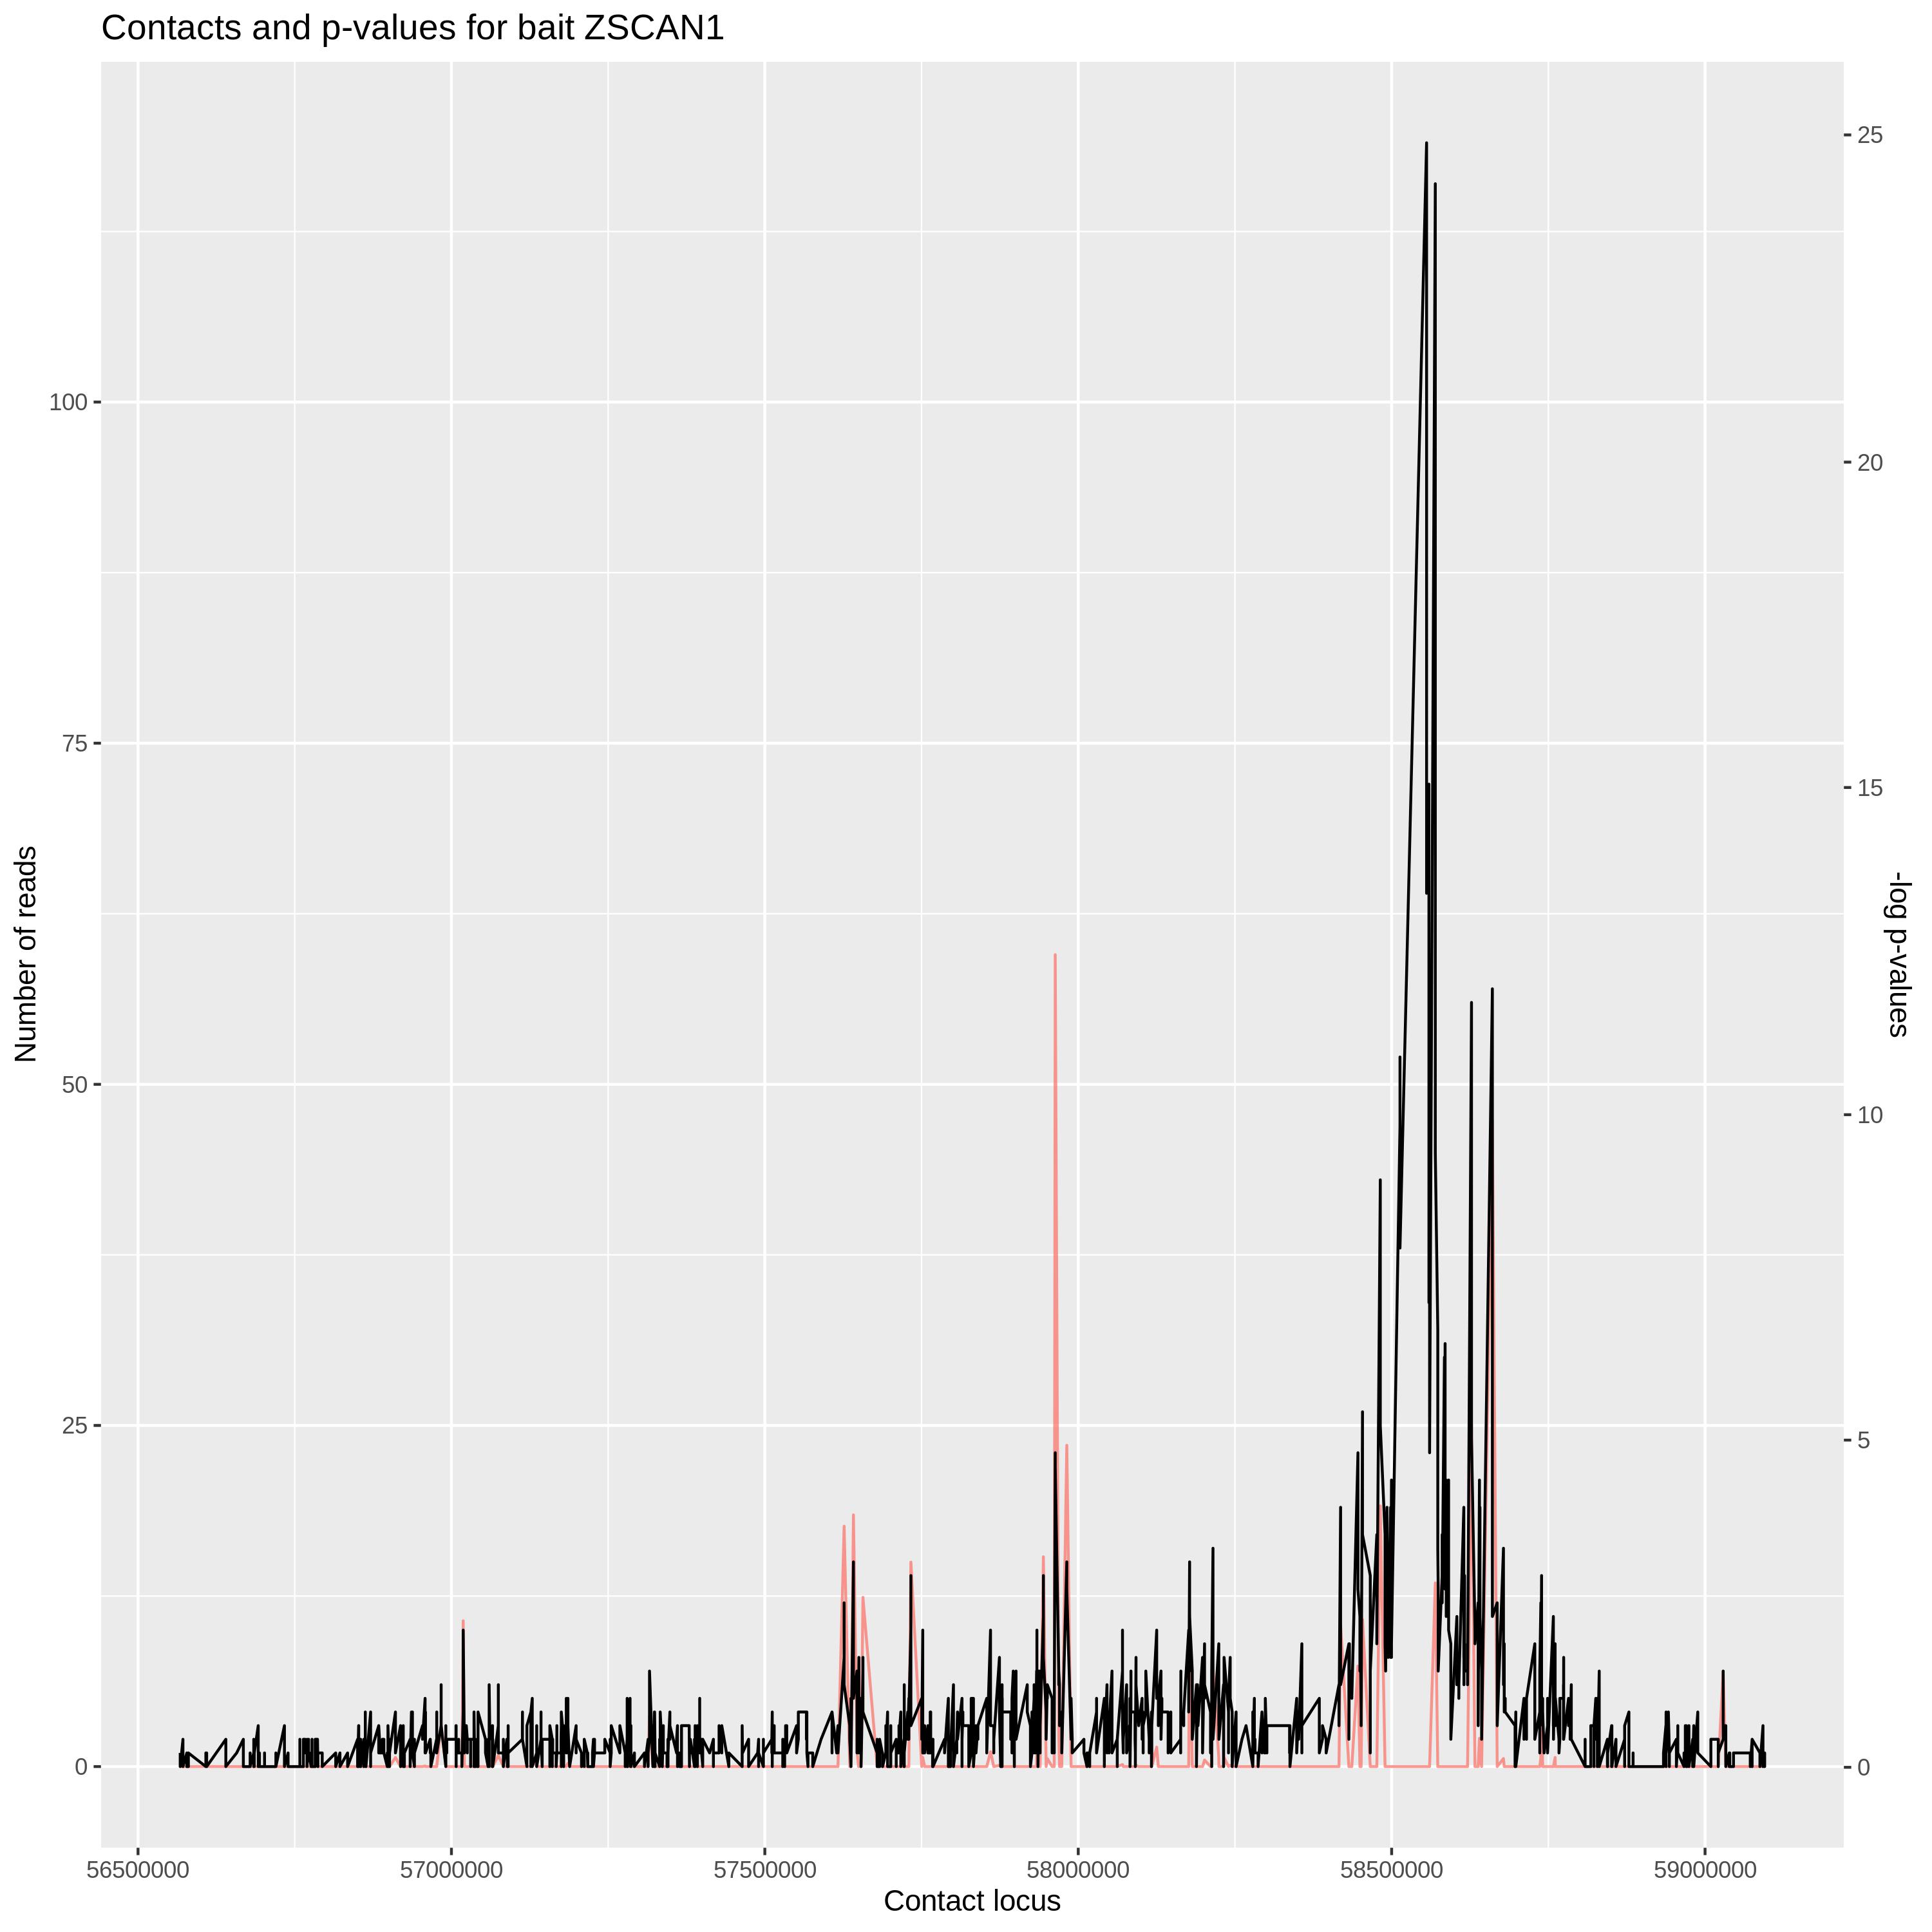 Contacts and p-values for bait ZSCAN1
Number of reads
100
75
50
25
0
25
20
15
10
5
0
-log p-values
56500000 57000000 57500000 58000000 58500000 59000000
Contact locus